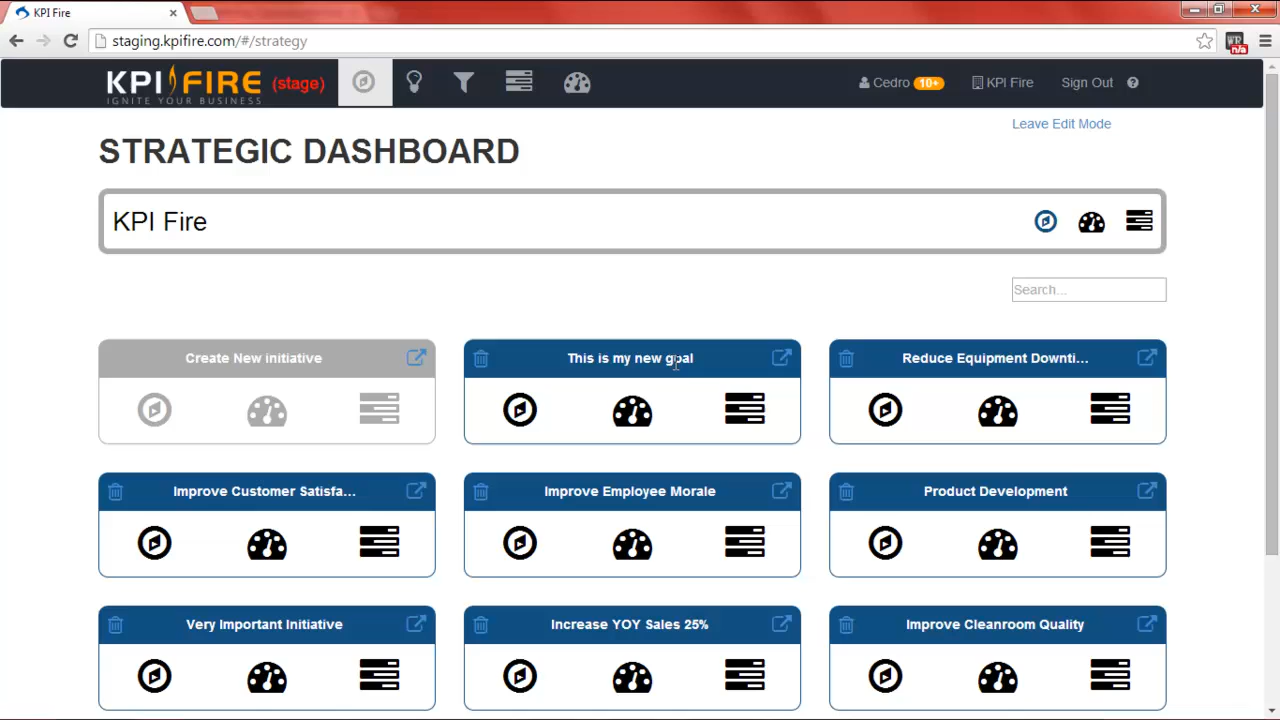 KPI Fire
staging.kpifire.com/#/strategy
WR
n/a
KPI FIRE (stage)
IGNITE YOUR BUSINESS
Cedro 10+
KPI Fire
Sign Out
Leave Edit Mode
STRATEGIC DASHBOARD
KPI Fire
Search...
Create New initiative
This is my new goal
Reduce Equipment Downti...
Improve Customer Satisfa...
Improve Employee Morale
Product Development
Very Important Initiative
Increase YOY Sales 25%
Improve Cleanroom Quality